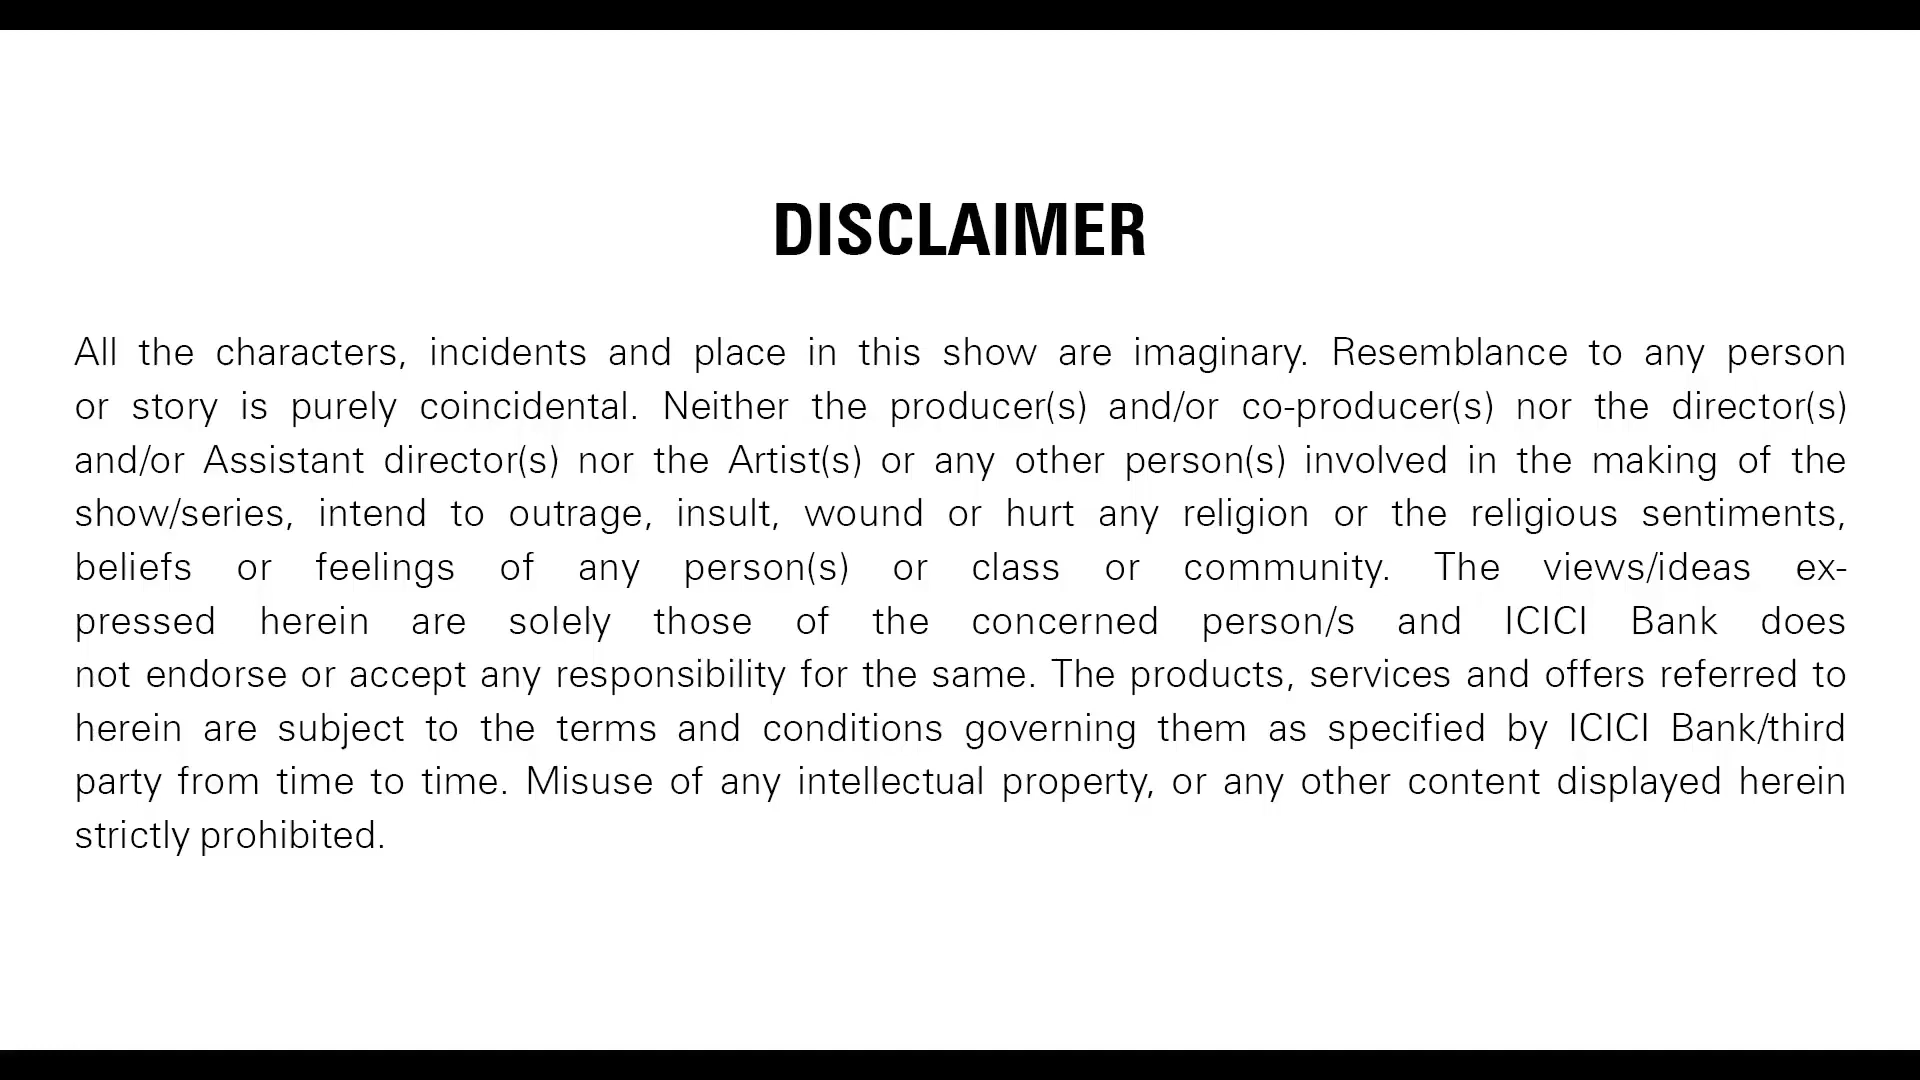 DISCLAIMER
All the characters, incidents and place in this show are imaginary. Resemblance to any person
or story is purely coincidental. Neither the producer(s) and/or co-producer(s) nor the director(s)
and/or Assistant director(s) nor the Artist(s) or any other person(s) involved in the making of the
show/series, intend to outrage, insult, wound or hurt any religion or the religious sentiments,
beliefs or feelings of any person(s) or class or community. The views/ideas ex-
pressed herein are solely those of the concerned person/s and ICICI Bank does
not endorse or accept any responsibility for the same. The products, services and offers referred to
herein are subject to the terms and conditions governing them as specified by ICICI Bank/third
party from time to time. Misuse of any intellectual property, or any other content displayed herein
strictly prohibited.